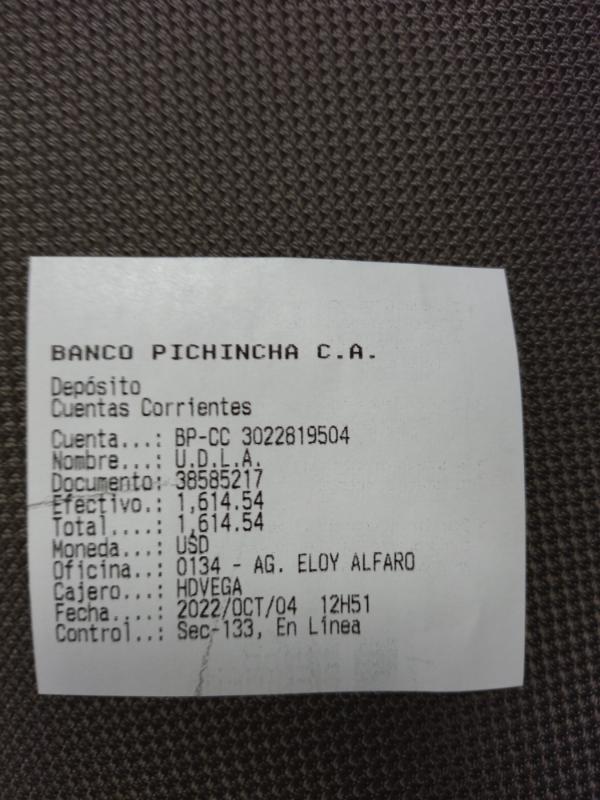 BANCO PICHINCHA C.A.
Depósito
Cuentas Corrientes
Cuenta...: BP-CC 3022819504
Nombre...: U.D.L.A.
Documento: 38585217
Efectivo.: 1,614.54
Total....: 1,614.54
Moneda...: USD
Oficina..: 0134 - AG. ELOY ALFARO
Cajero...: HDVEGA
Fecha....: 2022/OCT/04 12H51
Control..: Sec-133, En Línea